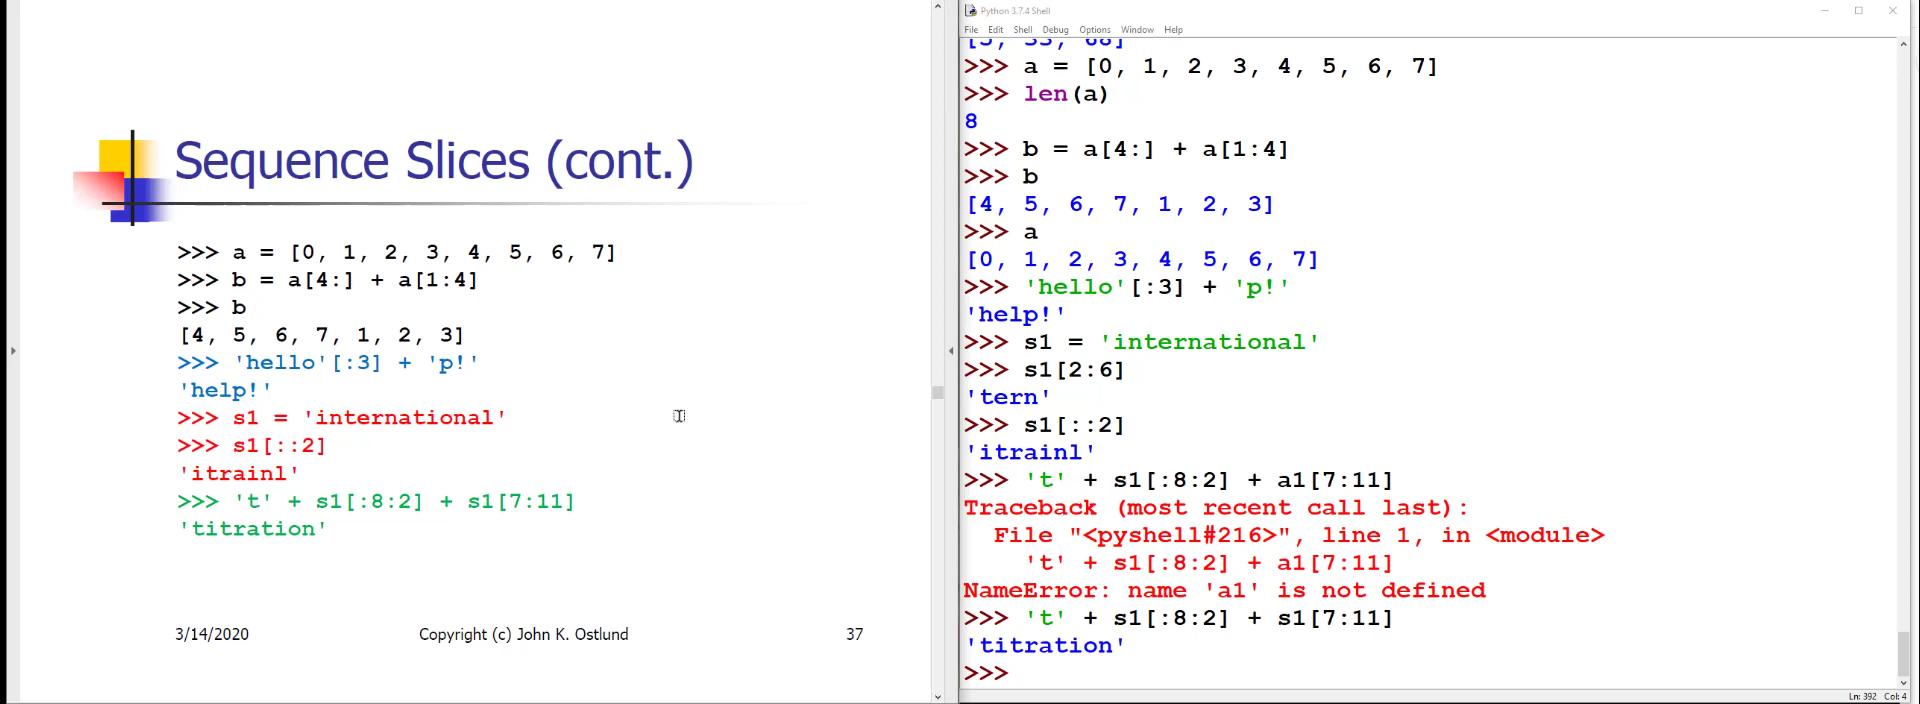 Sequence Slices (cont.)
>>> a = [0, 1, 2, 3, 4, 5, 6, 7]
>>> b = a[4:] + a[1:4]
>>> b
[4, 5, 6, 7, 1, 2, 3]
>>> 'hello'[:3] + 'p!'
'help!'
>>> s1 = 'international'
>>> s1[::2]
'itrainl'
>>> 't' + s1[:8:2] + s1[7:11]
'titration'
3/14/2020 Copyright (c) John K. Ostlund 37
Python 3.7.4 Shell
File Edit Shell Debug Options Window Help
[5, 33, 68]
>>> a = [0, 1, 2, 3, 4, 5, 6, 7]
>>> len(a)
8
>>> b = a[4:] + a[1:4]
>>> b
[4, 5, 6, 7, 1, 2, 3]
>>> a
[0, 1, 2, 3, 4, 5, 6, 7]
>>> 'hello'[:3] + 'p!'
'help!'
>>> s1 = 'international'
>>> s1[2:6]
'tern'
>>> s1[::2]
'itrainl'
>>> 't' + s1[:8:2] + a1[7:11]
Traceback (most recent call last):
File "<pyshell#216>", line 1, in <module>
't' + s1[:8:2] + a1[7:11]
NameError: name 'a1' is not defined
>>> 't' + s1[:8:2] + s1[7:11]
'titration'
>>>
Ln: 392 Col: 4